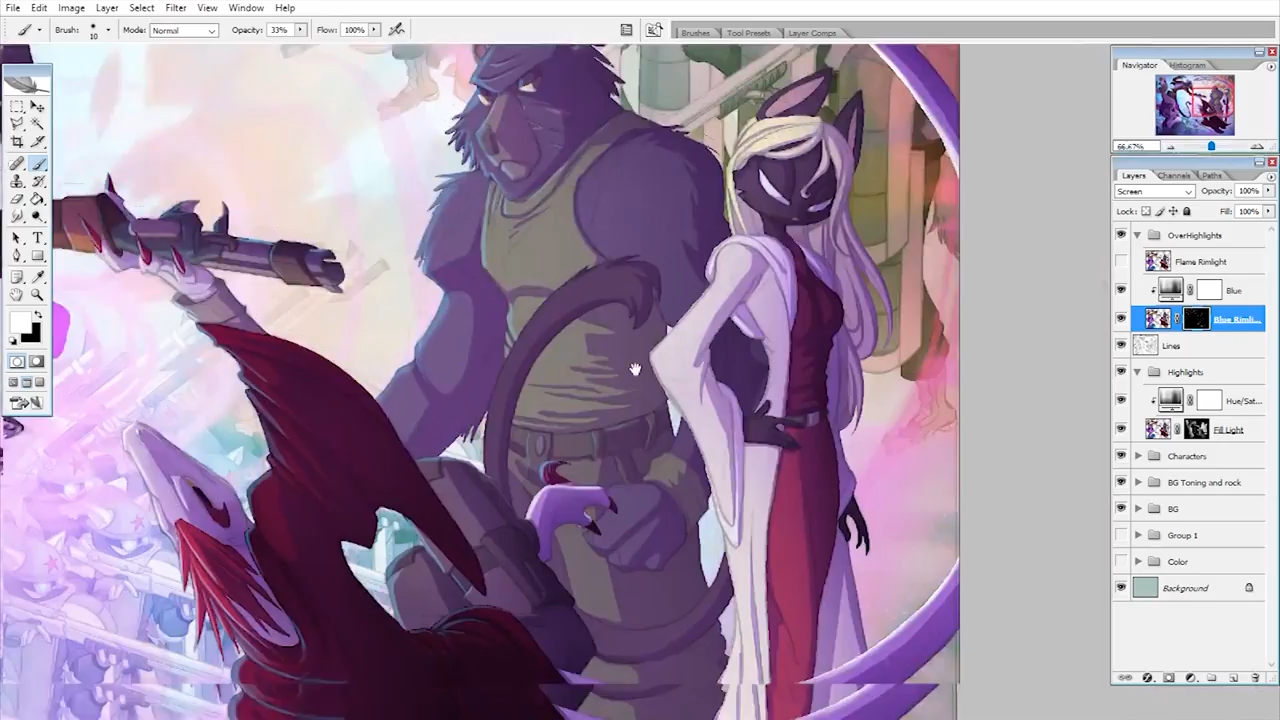 File Edit Image Layer Select Filter View Window Help
Brush: 10 Mode: Normal Opacity: 33% Flow: 100% Brushes Tool Presets Layer Comps
Navigator Histogram
66.67%
Layers Channels Paths
Screen Opacity: 100%
Lock: Fill: 100%
OverHighlights
Flame Rimlight
Blue
Blue Rimli...
Lines
Highlights
Hue/Sat...
Fill Light
Characters
BG Toning and rock
BG
Group 1
Color
Background